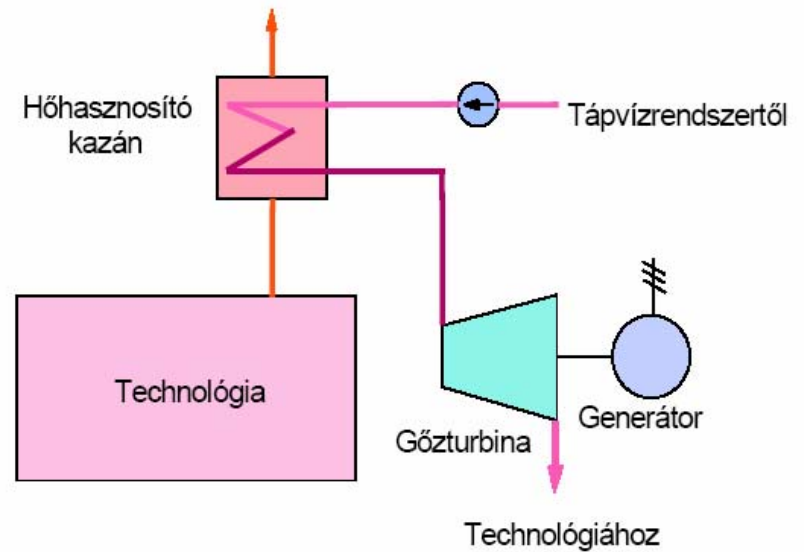 Hőhasznosító
kazán
Tápvízrendszertől
Technológia
Gőzturbina
Generátor
Technológiához